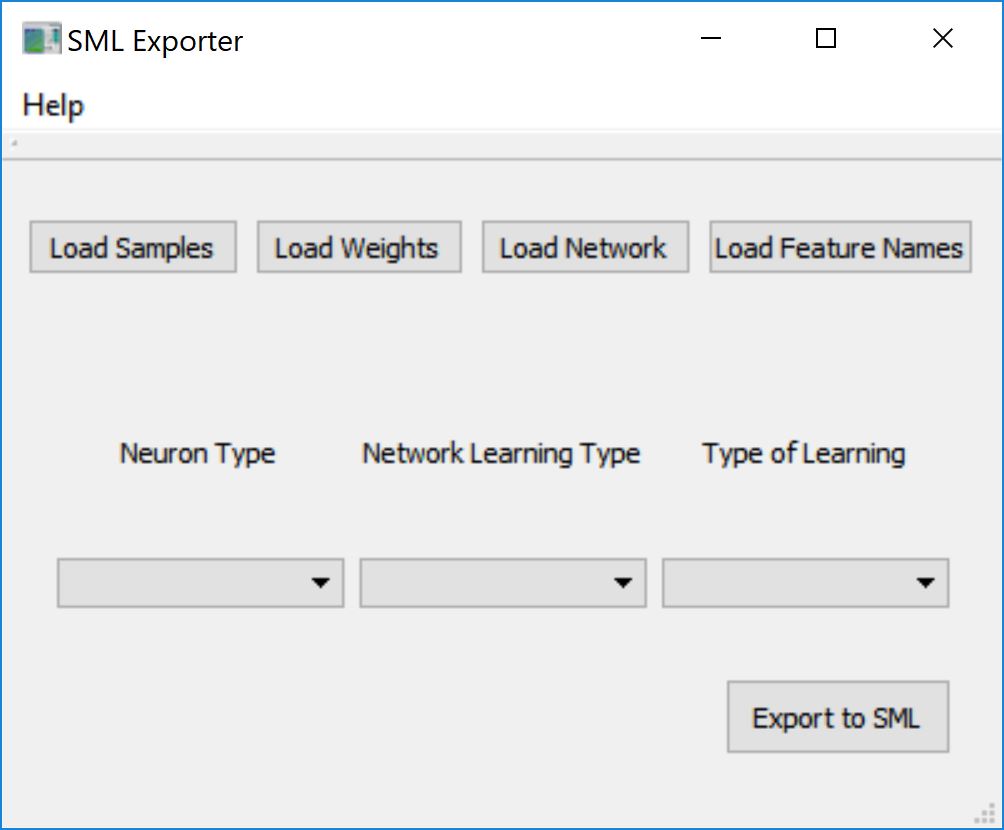 SML Exporter
Help
Load Samples Load Weights Load Network Load Feature Names
Neuron Type Network Learning Type Type of Learning
Export to SML